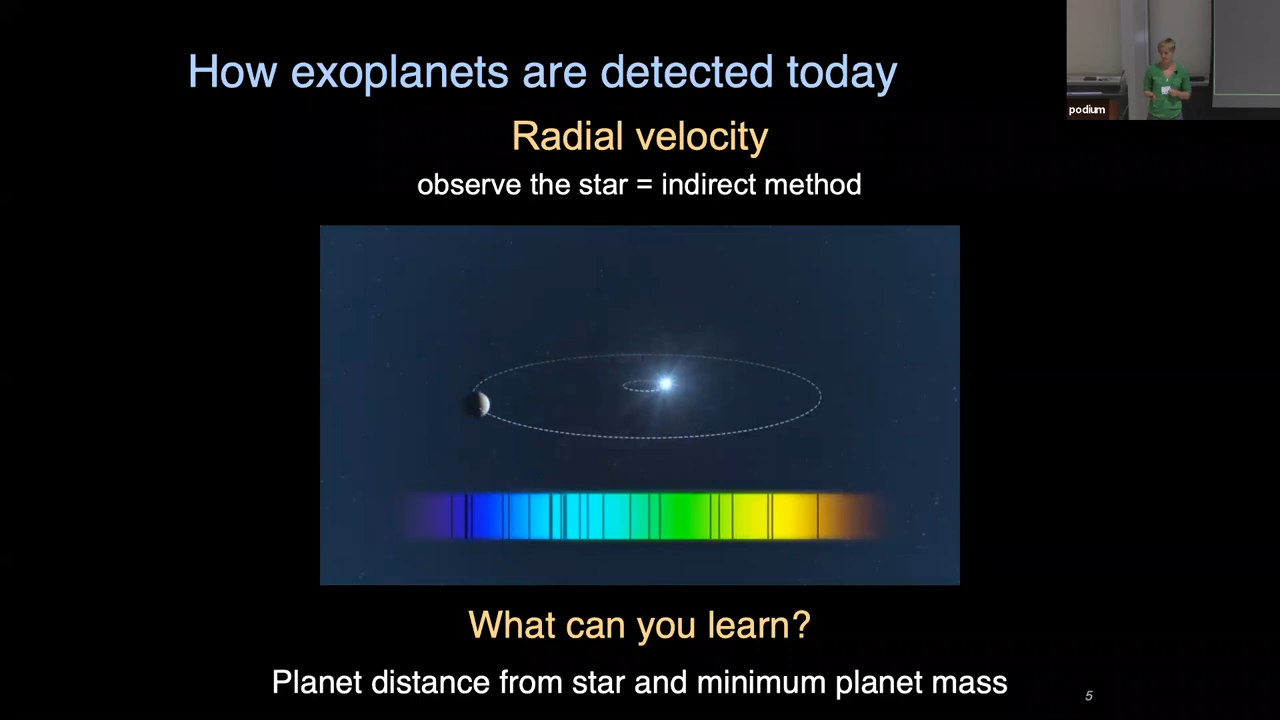 How exoplanets are detected today
podium
Radial velocity
observe the star = indirect method
What can you learn?
Planet distance from star and minimum planet mass
5